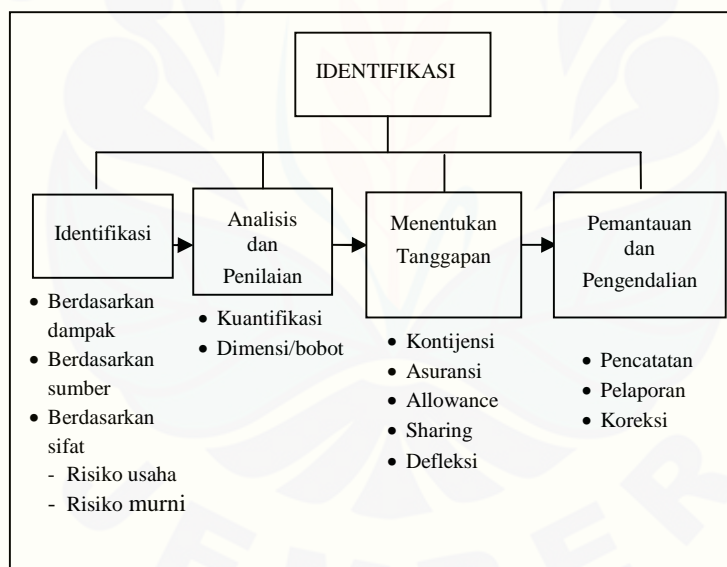 IDENTIFIKASI
Identifikasi
• Berdasarkan
dampak
• Berdasarkan
sumber
• Berdasarkan
sifat
- Risiko usaha
- Risiko murni
Analisis
dan
Penilaian
• Kuantifikasi
• Dimensi/bobot
Menentukan
Tanggapan
• Kontijensi
• Asuransi
• Allowance
• Sharing
• Defleksi
Pemantauan
dan
Pengendalian
• Pencatatan
• Pelaporan
• Koreksi
JEMBER